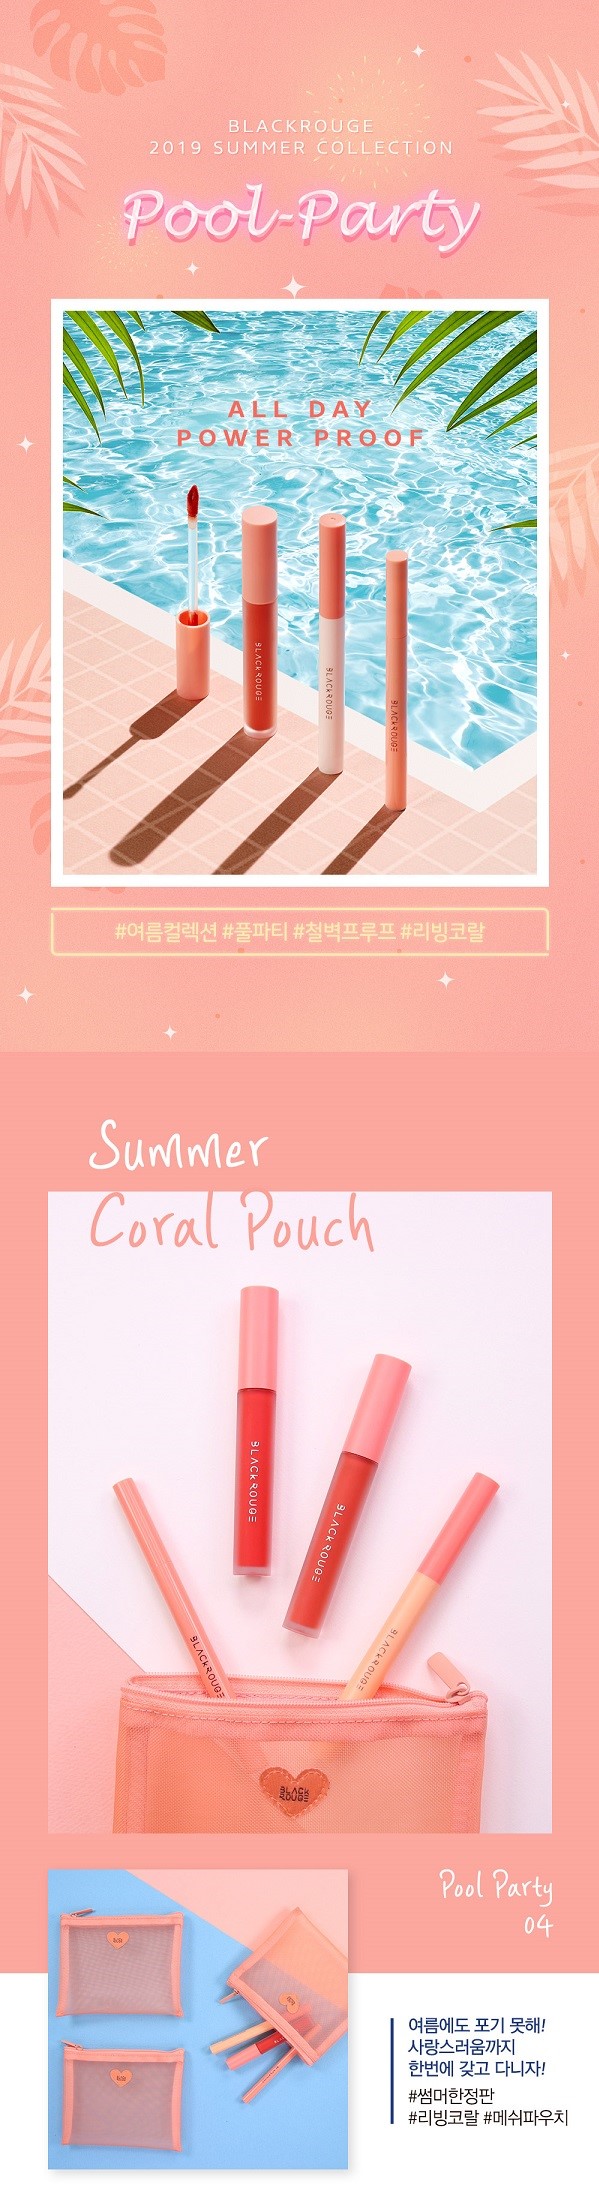 BLACKROUGE
2019 SUMMER COLLECTION
Pool-Party
ALL DAY
POWER PROOF
BLACKROUGE
BLACKROUGE
BLACKROUGE
#여름컬렉션 #풀파티 #철벽프루프 #리빙코랄
Summer
Coral Pouch
BLACKROUGE
BLACKROUGE
BLACKROUGE
BLACKROUGE
BLACK
ROUGE
Pool Party
04
여름에도 포기 못해!
사랑스러움까지
한번에 갖고 다니자!
#썸머한정판
#리빙코랄 #메쉬파우치